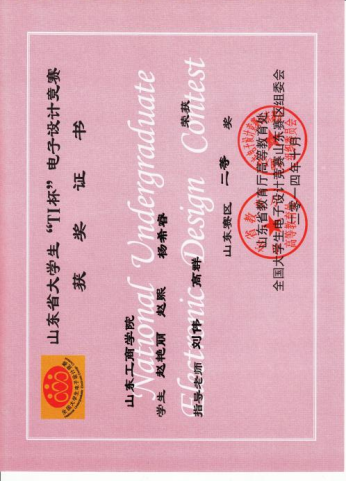 山东省大学生“TI杯”电子设计竞赛
获奖证书
National Undergraduate
Electronic Design Contest
山东工商学院
学生 赵艳丽 赵熙 杨希睿 荣获
指导老师 刘伟 高群
山东赛区 二等 奖
山东省教育厅高等教育处
全国大学生电子设计竞赛山东赛区组委会
二零一四年十月